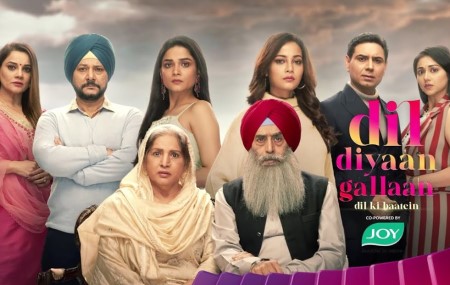 dil
diyaan
gallaan
dil ki baatein
CO-POWERED BY
JOY